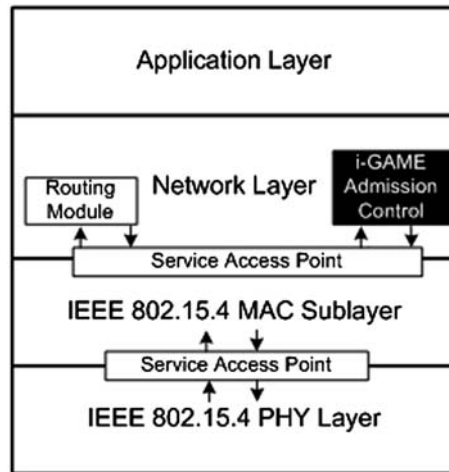 Application Layer
i-GAME
Admission
Control
Routing
Module
Network Layer
Service Access Point
IEEE 802.15.4 MAC Sublayer
Service Access Point
IEEE 802.15.4 PHY Layer